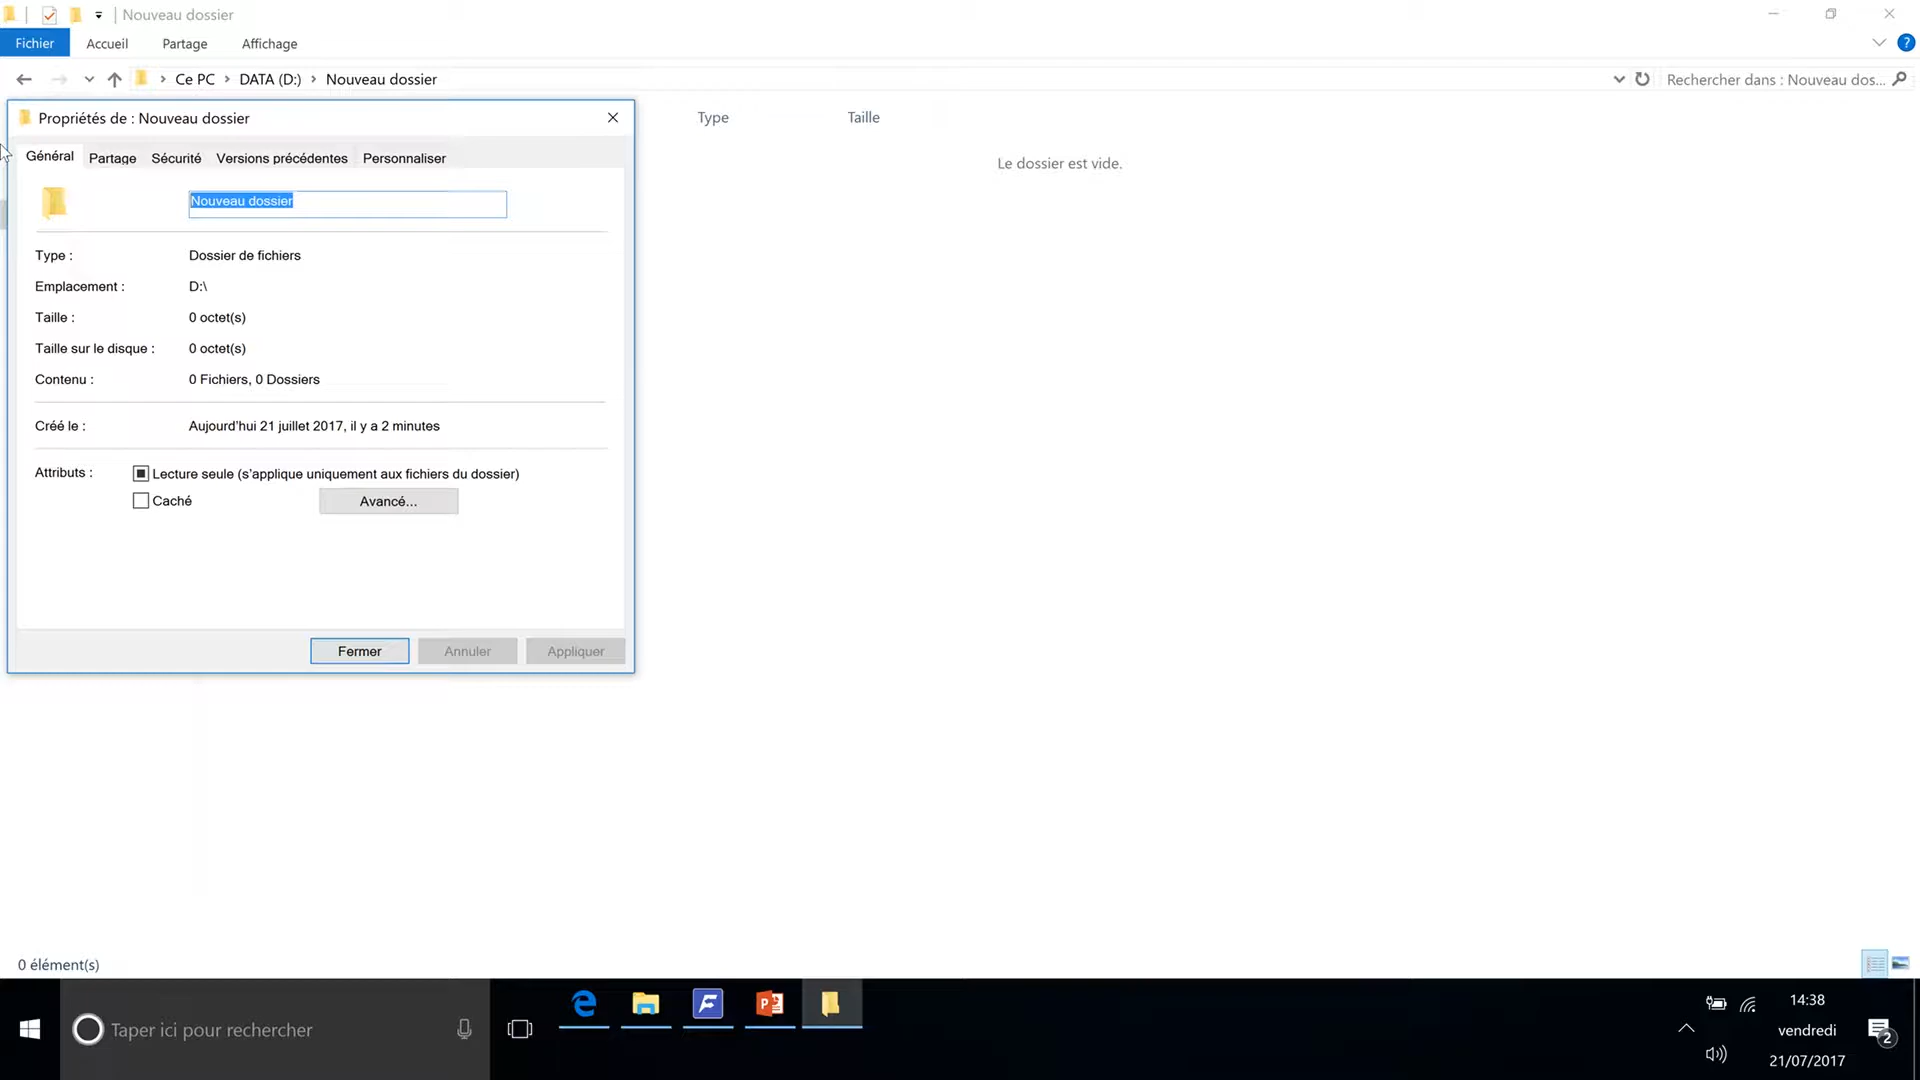 Nouveau dossier
Fichier Accueil Partage Affichage
Ce PC > DATA (D:) > Nouveau dossier
Rechercher dans : Nouveau dos...
Propriétés de : Nouveau dossier
Type Taille
Général Partage Sécurité Versions précédentes Personnaliser
Le dossier est vide.
Nouveau dossier
Type : Dossier de fichiers
Emplacement : D:\
Taille : 0 octet(s)
Taille sur le disque : 0 octet(s)
Contenu : 0 Fichiers, 0 Dossiers
Créé le : Aujourd'hui 21 juillet 2017, il y a 2 minutes
Attributs : Lecture seule (s'applique uniquement aux fichiers du dossier)
Caché Avancé...
Fermer Annuler Appliquer
0 élément(s)
Taper ici pour rechercher
14:38
vendredi
21/07/2017
2